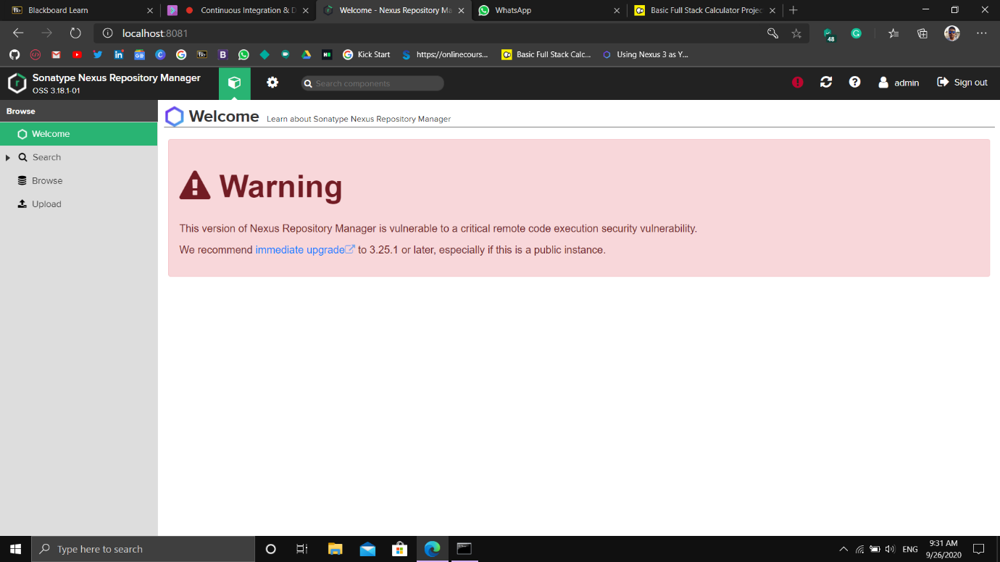 Blackboard Learn
Continuous Integration & D
Welcome - Nexus Repository Ma
WhatsApp
Basic Full Stack Calculator Projec
localhost:8081
48
Kick Start
https://onlinecours...
Basic Full Stack Calc...
Using Nexus 3 as Y...
Sonatype Nexus Repository Manager
OSS 3.18.1-01
Search components
admin
Sign out
Browse
Welcome
Search
Browse
Upload
Welcome Learn about Sonatype Nexus Repository Manager
Warning
This version of Nexus Repository Manager is vulnerable to a critical remote code execution security vulnerability.
We recommend immediate upgrade to 3.25.1 or later, especially if this is a public instance.
Type here to search
ENG
9:31 AM
9/26/2020